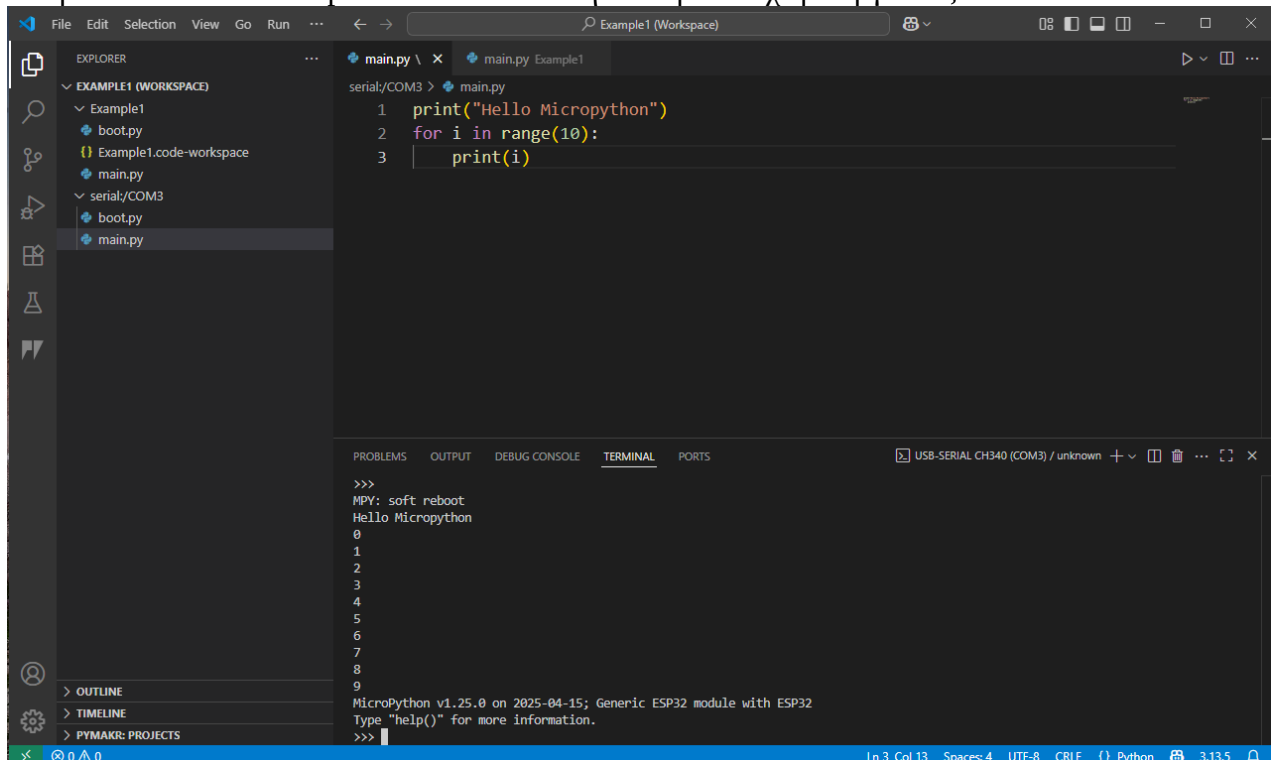 File Edit Selection View Go Run ··· Example1 (Workspace)
EXPLORER ···
EXAMPLE1 (WORKSPACE)
Example1
boot.py
{} Example1.code-workspace
main.py
serial:/COM3
boot.py
main.py
OUTLINE
TIMELINE
PYMAKR: PROJECTS
main.py \ main.py Example1
serial:/COM3 > main.py
1 print("Hello Micropython")
2 for i in range(10):
3 print(i)
PROBLEMS OUTPUT DEBUG CONSOLE TERMINAL PORTS USB-SERIAL CH340 (COM3) / unknown
>>>
MPY: soft reboot
Hello Micropython
0
1
2
3
4
5
6
7
8
9
MicroPython v1.25.0 on 2025-04-15; Generic ESP32 module with ESP32
Type "help()" for more information.
>>>
0 0 Ln 3, Col 13 Spaces: 4 UTF-8 CRLF {} Python 3.13.5